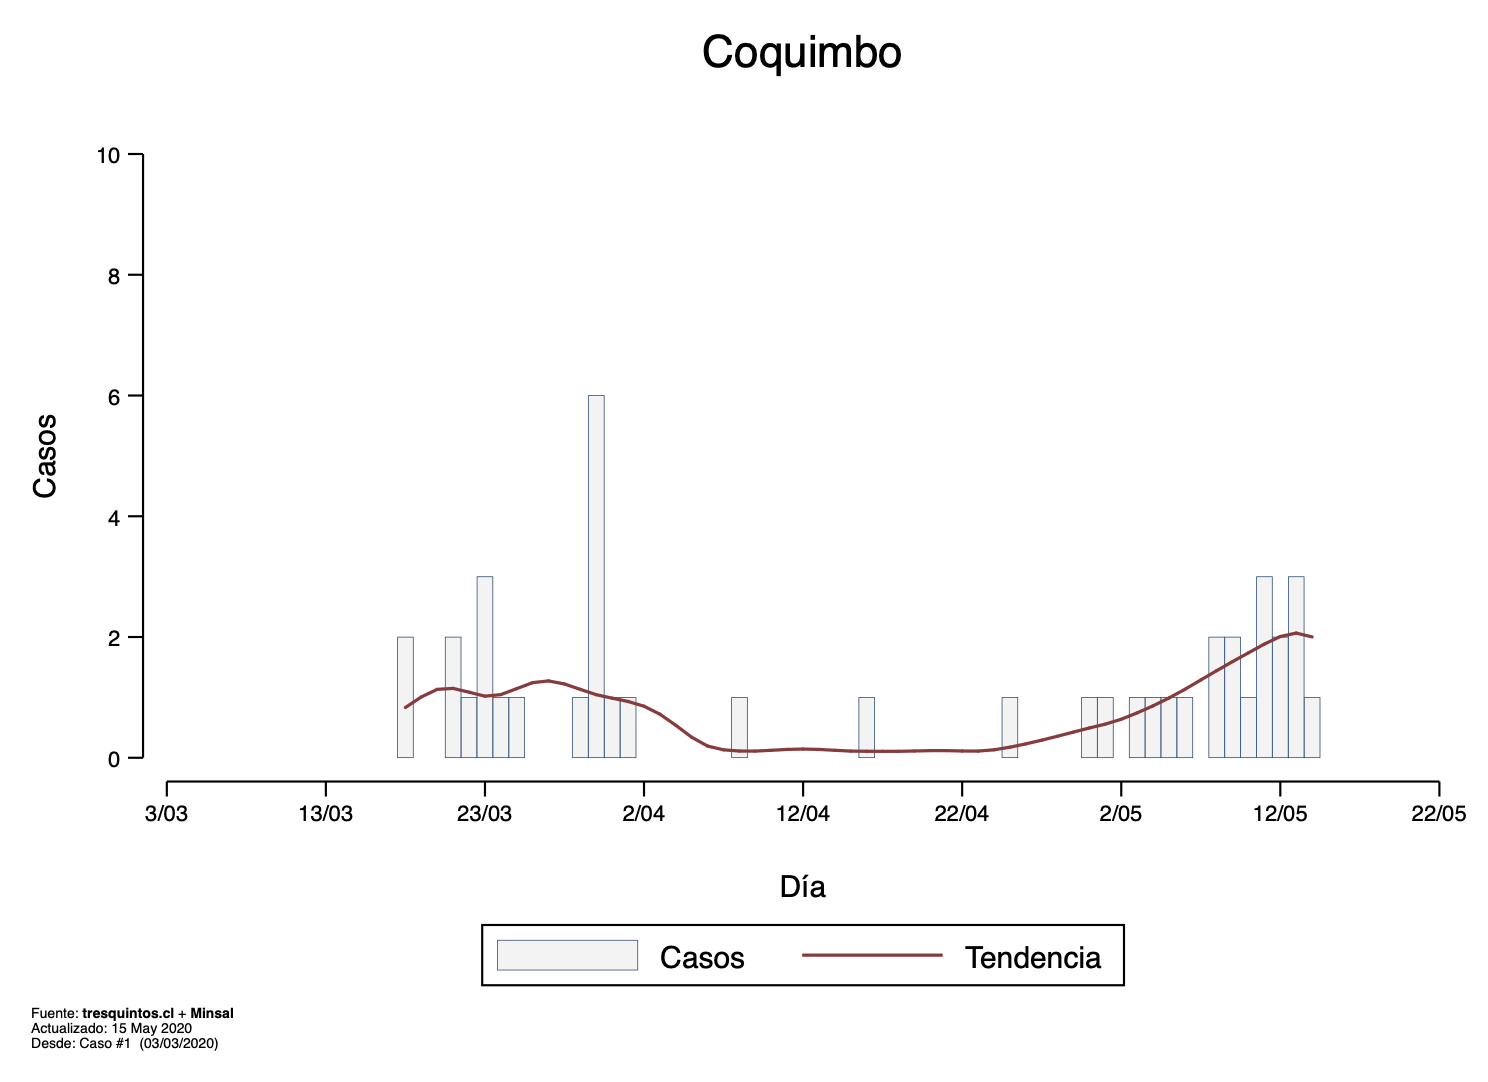 Coquimbo
10
8
6
4
2
0
Casos
3/03 13/03 23/03 2/04 12/04 22/04 2/05 12/05 22/05
Día
Casos Tendencia
Fuente: tresquintos.cl + Minsal
Actualizado: 15 May 2020
Desde: Caso #1 (03/03/2020)